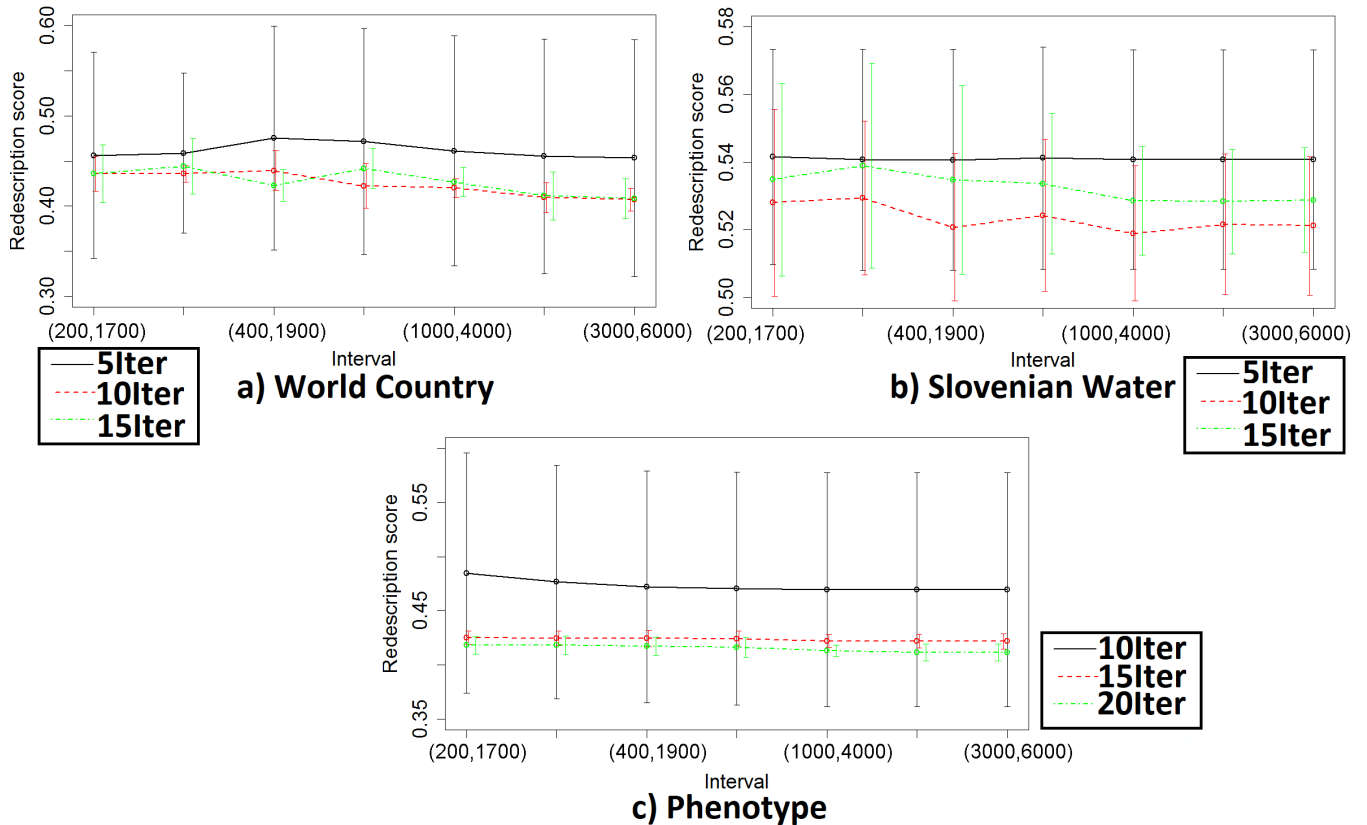 Redescription score
0.60
0.50
0.40
0.30
(200,1700) (400,1900) (1000,4000) (3000,6000)
Interval
5Iter
10Iter
15Iter
a) World Country
Redescription score
0.58
0.56
0.54
0.52
0.50
(200,1700) (400,1900) (1000,4000) (3000,6000)
Interval
b) Slovenian Water
5Iter
10Iter
15Iter
Redescription score
0.55
0.45
0.35
(200,1700) (400,1900) (1000,4000) (3000,6000)
Interval
c) Phenotype
10Iter
15Iter
20Iter